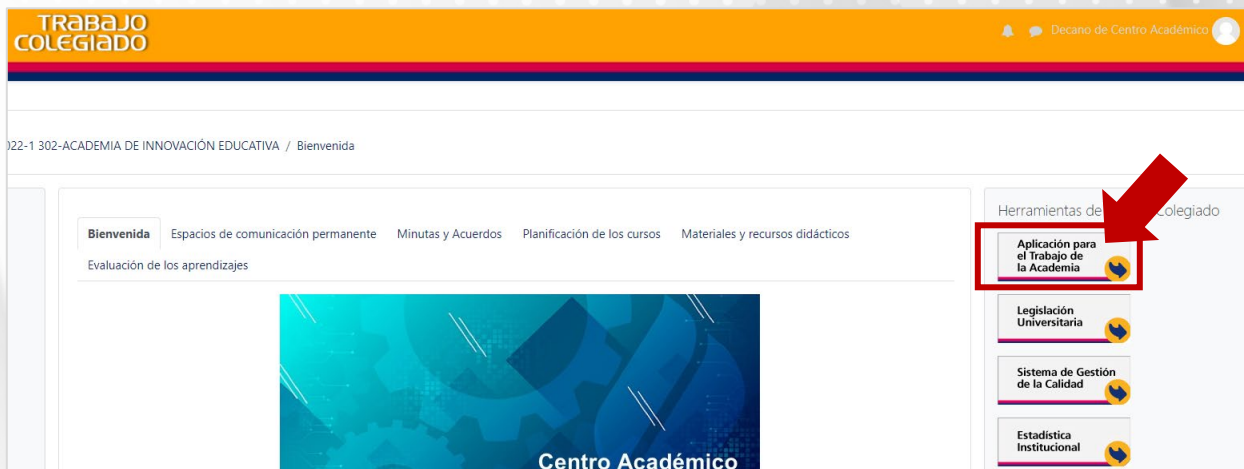 TRaBaJO
COLEGIaDO
Decano de Centro Académico
022-1 302-ACADEMIA DE INNOVACIÓN EDUCATIVA / Bienvenida
Bienvenida Espacios de comunicación permanente Minutas y Acuerdos Planificación de los cursos Materiales y recursos didácticos
Evaluación de los aprendizajes
Centro Académico
Herramientas de Colegiado
Aplicación para
el Trabajo de
la Academia
Legislación
Universitaria
Sistema de Gestión
de la Calidad
Estadística
Institucional